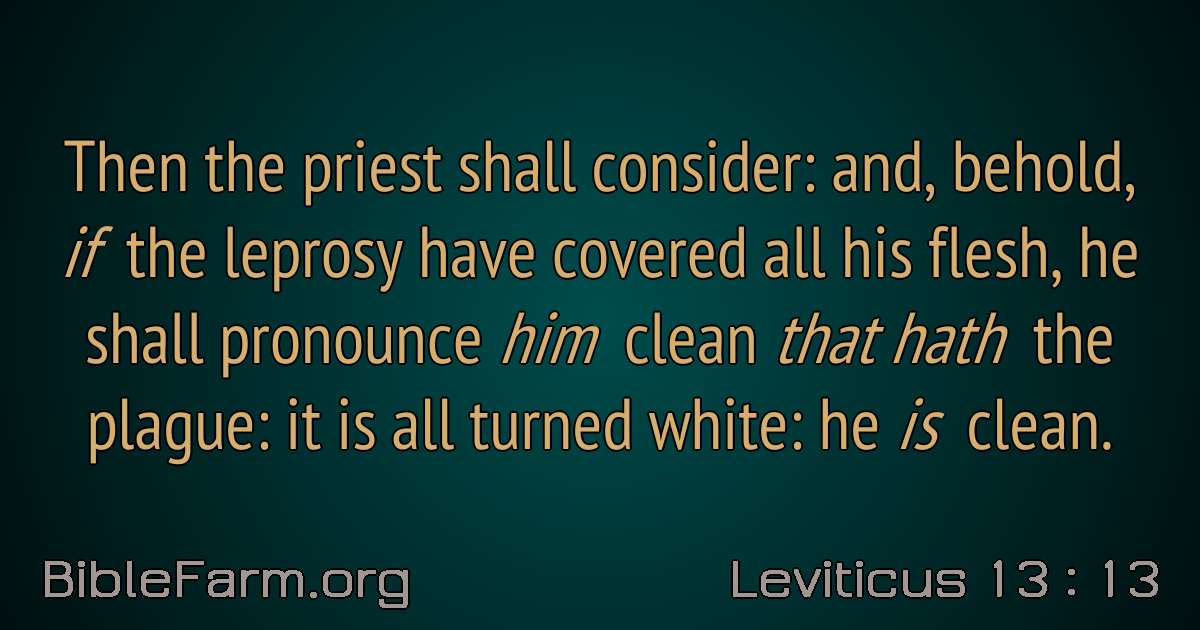 Then the priest shall consider: and, behold,
if the leprosy have covered all his flesh, he
shall pronounce him clean that hath the
plague: it is all turned white: he is clean.
BibleFarm.org
Leviticus 13 : 13